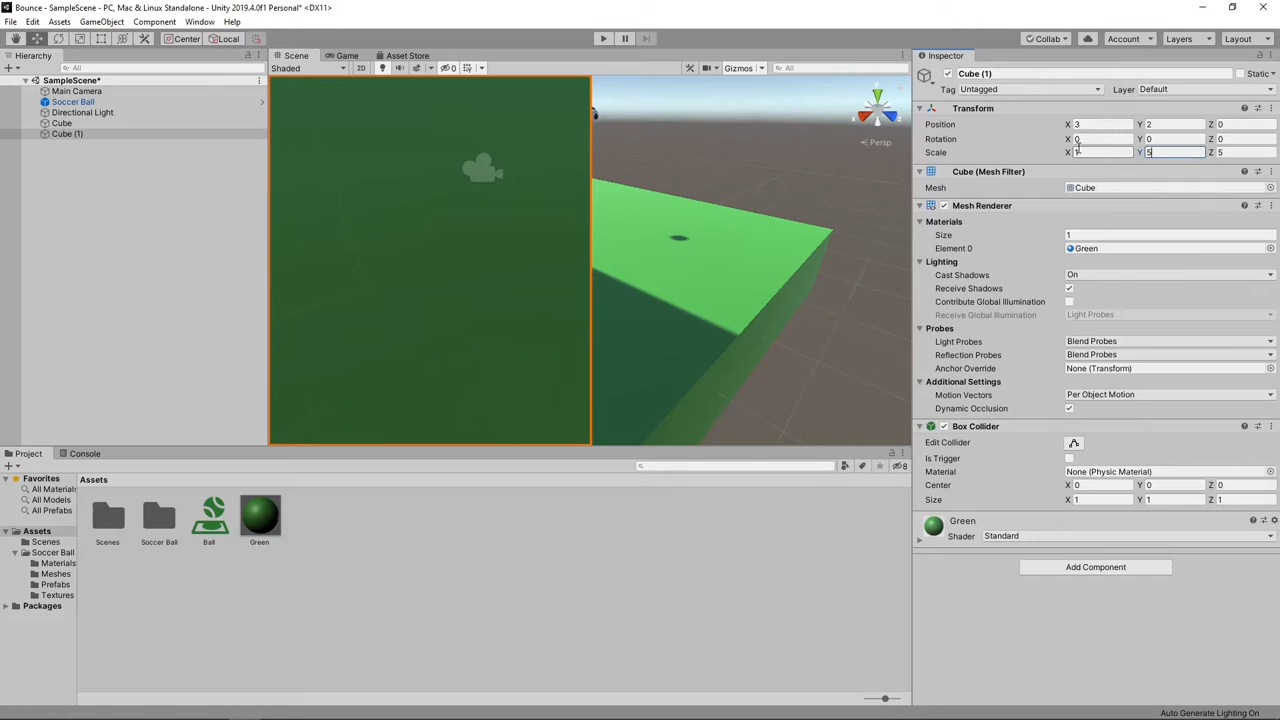 Bounce - SampleScene - PC, Mac & Linux Standalone - Unity 2019.4.0f1 Personal* <DX11>
File Edit Assets GameObject Component Window Help
Center Local Collab Account Layers Layout
Hierarchy
All
SampleScene*
Main Camera
Soccer Ball
Directional Light
Cube
Cube (1)
Scene Game Asset Store
Shaded 2D 0 Gizmos All
Persp
Inspector
Cube (1) Static
Tag Untagged Layer Default
Transform
Position X 3 Y 2 Z 0
Rotation X 0 Y 0 Z 0
Scale X 1 Y 5 Z 5
Cube (Mesh Filter)
Mesh Cube
Mesh Renderer
Materials
Size 1
Element 0 Green
Lighting
Cast Shadows On
Receive Shadows
Contribute Global Illumination
Receive Global Illumination Light Probes
Probes
Light Probes Blend Probes
Reflection Probes Blend Probes
Anchor Override None (Transform)
Additional Settings
Motion Vectors Per Object Motion
Dynamic Occlusion
Box Collider
Edit Collider
Is Trigger
Material None (Physic Material)
Center X 0 Y 0 Z 0
Size X 1 Y 1 Z 1
Green
Shader Standard
Add Component
Project Console
8
Favorites
All Materials
All Models
All Prefabs
Assets
Scenes
Soccer Ball
Materials
Meshes
Prefabs
Textures
Packages
Assets
Scenes Soccer Ball Ball Green
Auto Generate Lighting On